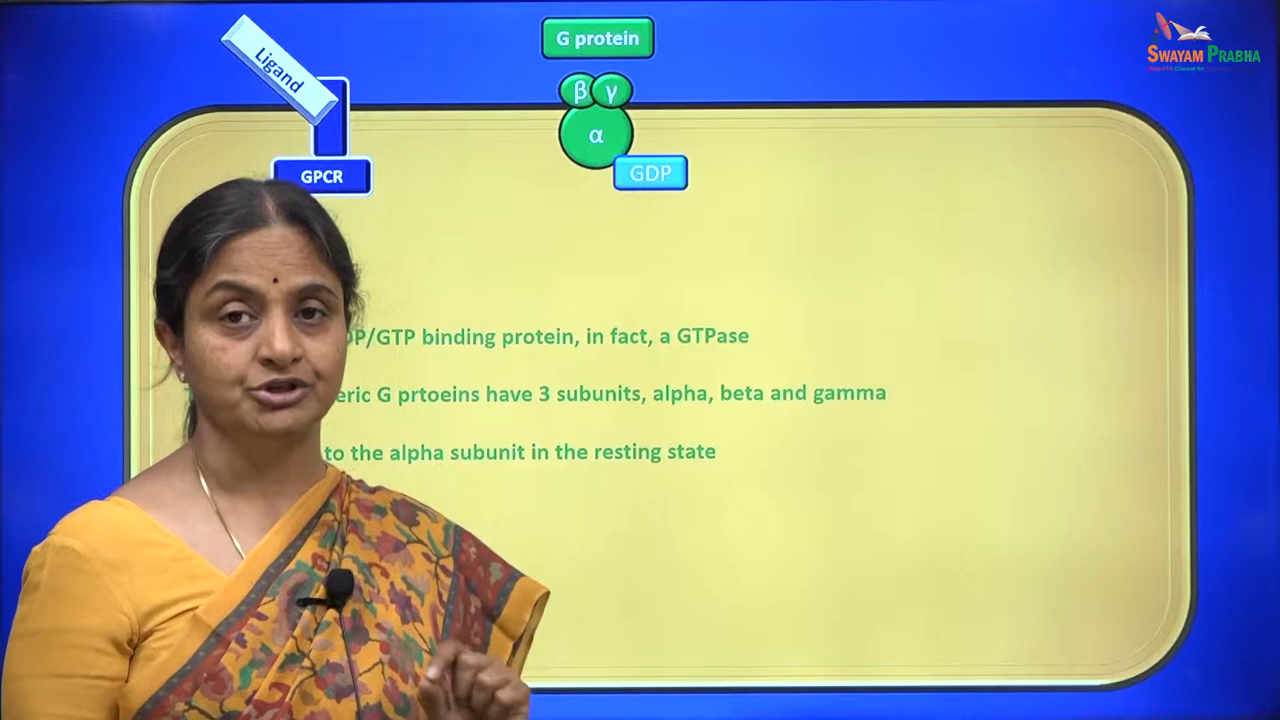 G protein
SWAYAM PRABHA
Ligand
β γ
α
GDP
GPCR
DP/GTP binding protein, in fact, a GTPase
eric G prtoeins have 3 subunits, alpha, beta and gamma
to the alpha subunit in the resting state